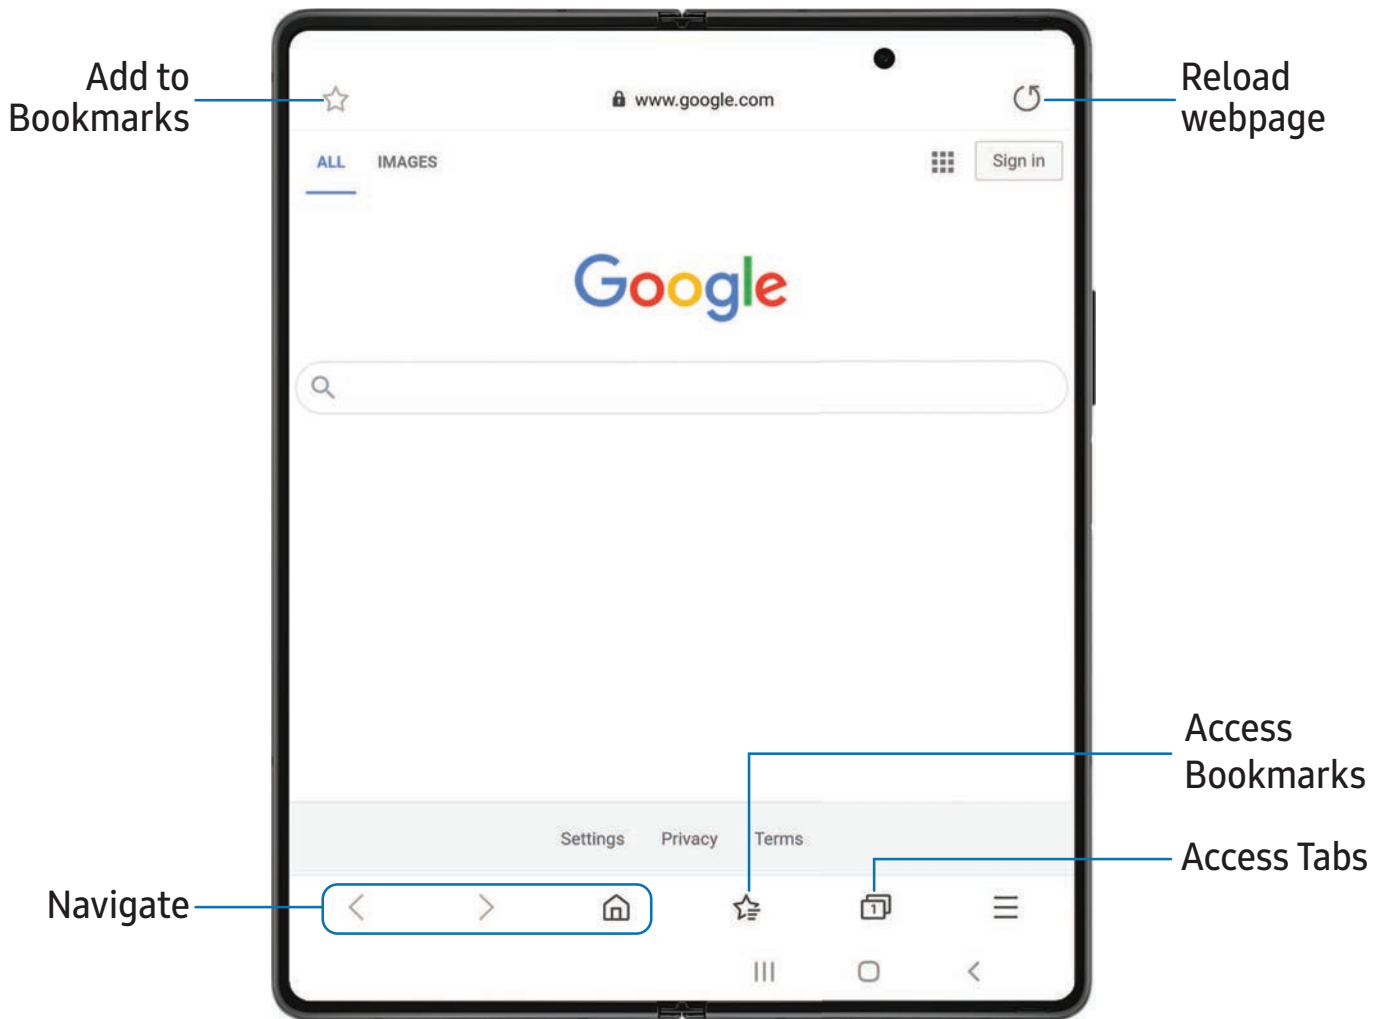 Add to
Bookmarks
www.google.com
Reload
webpage
ALL IMAGES
Sign in
Google
Access
Bookmarks
Settings Privacy Terms
Access Tabs
Navigate
1